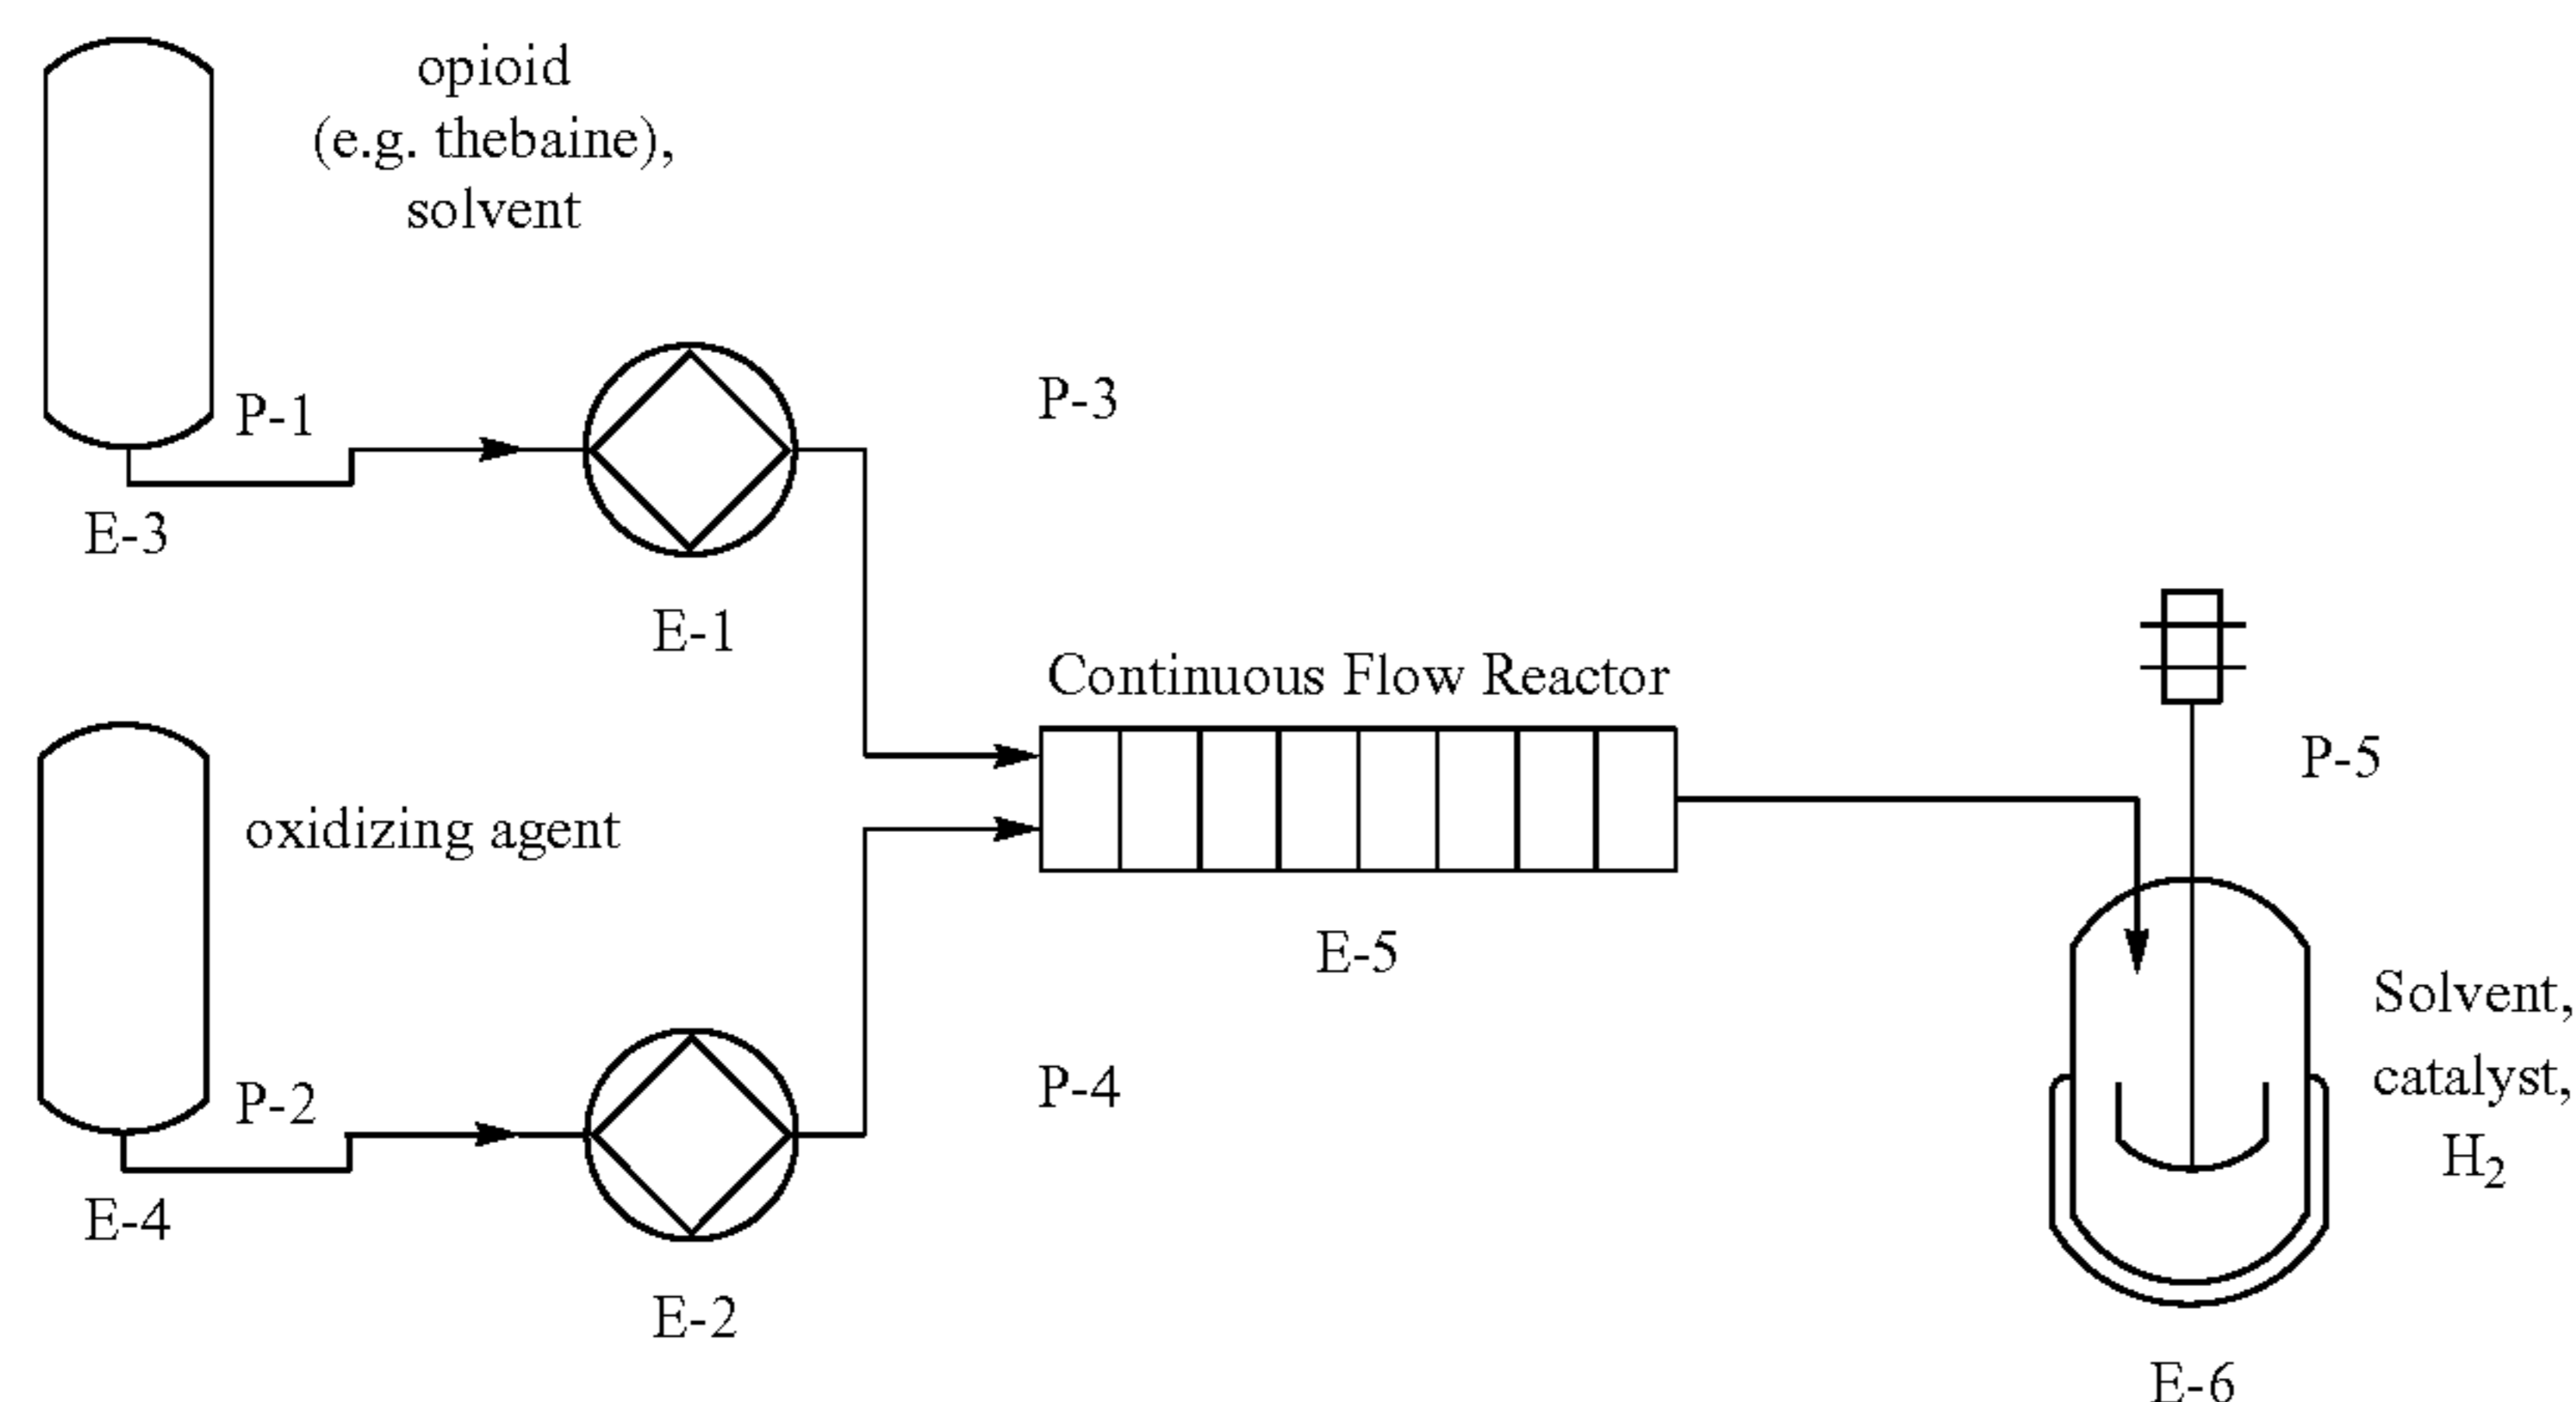 opioid
(e.g. thebaine),
solvent
P-1
P-3
E-3
E-1
Continuous Flow Reactor
P-5
oxidizing agent
E-5
Solvent,
catalyst,
H₂
P-2
P-4
E-4
E-2
E-6